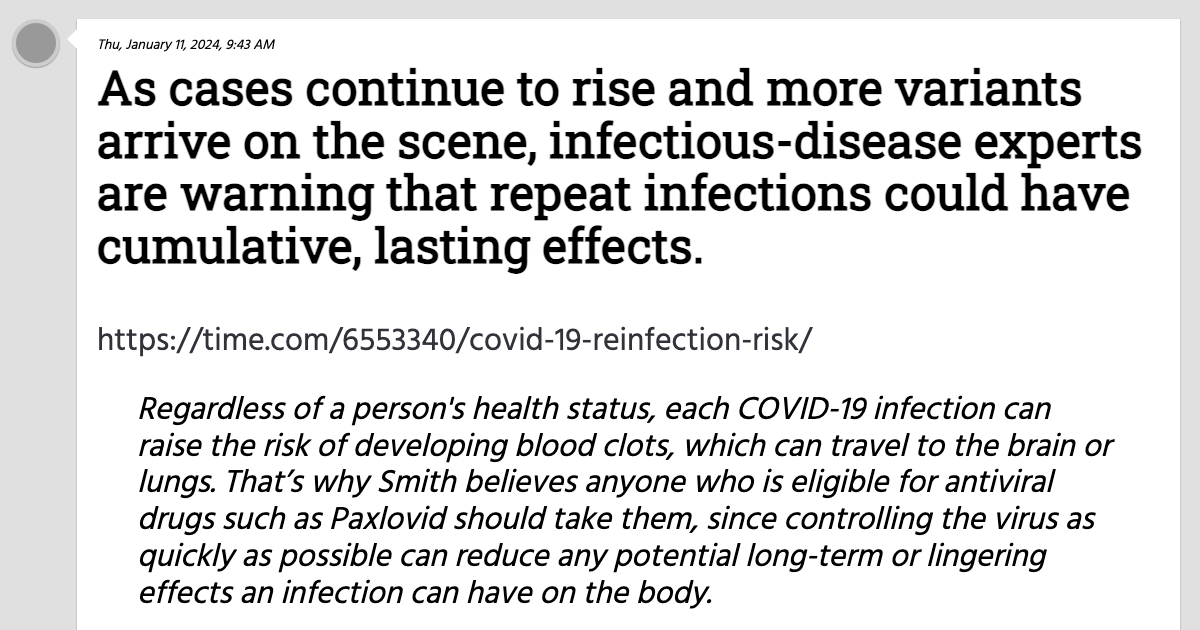 Thu, January 11, 2024, 9:43 AM
As cases continue to rise and more variants
arrive on the scene, infectious-disease experts
are warning that repeat infections could have
cumulative, lasting effects.
https://time.com/6553340/covid-19-reinfection-risk/
Regardless of a person's health status, each COVID-19 infection can
raise the risk of developing blood clots, which can travel to the brain or
lungs. That’s why Smith believes anyone who is eligible for antiviral
drugs such as Paxlovid should take them, since controlling the virus as
quickly as possible can reduce any potential long-term or lingering
effects an infection can have on the body.